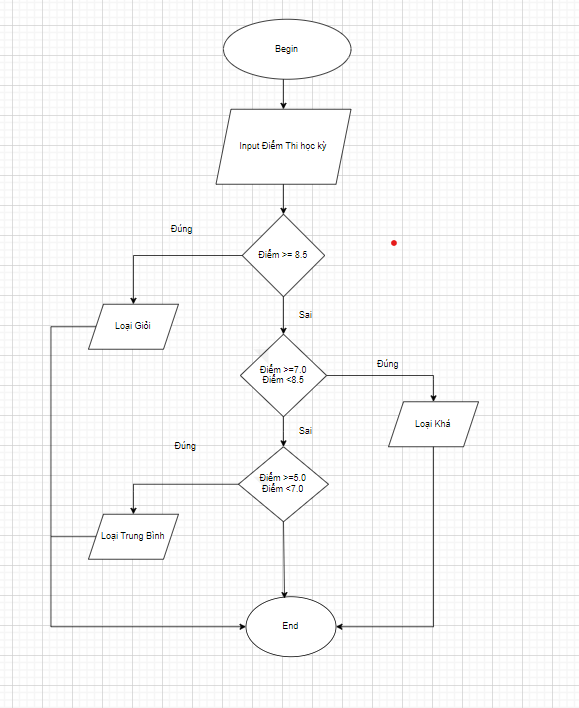 Begin
Input Điểm Thi học kỳ
Đúng
Điểm >= 8.5
Sai
Loại Giỏi
Điểm >=7.0
Điểm <8.5
Đúng
Loại Khá
Sai
Đúng
Điểm >=5.0
Điểm <7.0
Loại Trung Bình
End